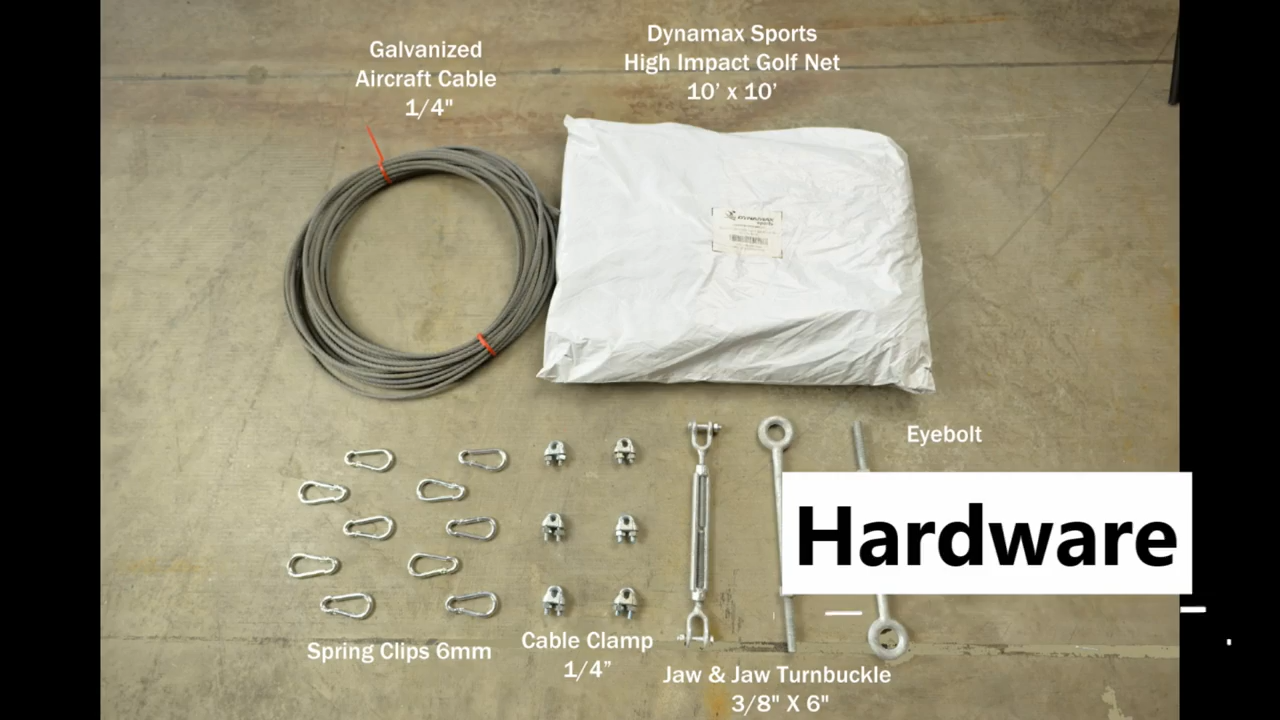 Galvanized
Aircraft Cable
1/4"
Dynamax Sports
High Impact Golf Net
10’ x 10’
Eyebolt
Hardware
Spring Clips 6mm
Cable Clamp
1/4”
Jaw & Jaw Turnbuckle
3/8" X 6"